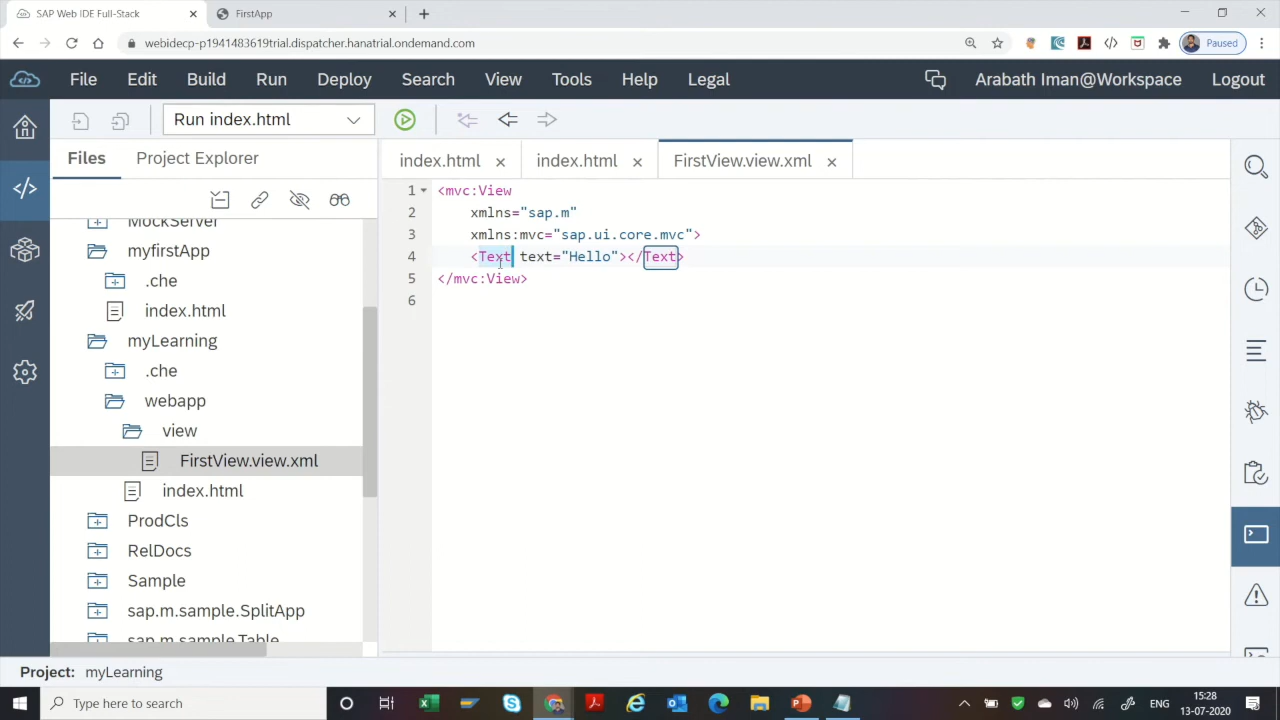 SAP Web IDE Full-Stack
FirstApp
webidecp-p1941483619trial.dispatcher.hanatrial.ondemand.com
Paused
File Edit Build Run Deploy Search View Tools Help Legal
Arabath Iman@Workspace Logout
Run index.html
Files Project Explorer
index.html × index.html × FirstView.view.xml ×
MockServer
myfirstApp
.che
index.html
myLearning
.che
webapp
view
FirstView.view.xml
index.html
ProdCls
RelDocs
Sample
sap.m.sample.SplitApp
sap.m.sample.Table
1 <mvc:View
2 xmlns="sap.m"
3 xmlns:mvc="sap.ui.core.mvc">
4 <Text text="Hello"></Text>
5 </mvc:View>
6
Project: myLearning
Type here to search
ENG
15:28
13-07-2020